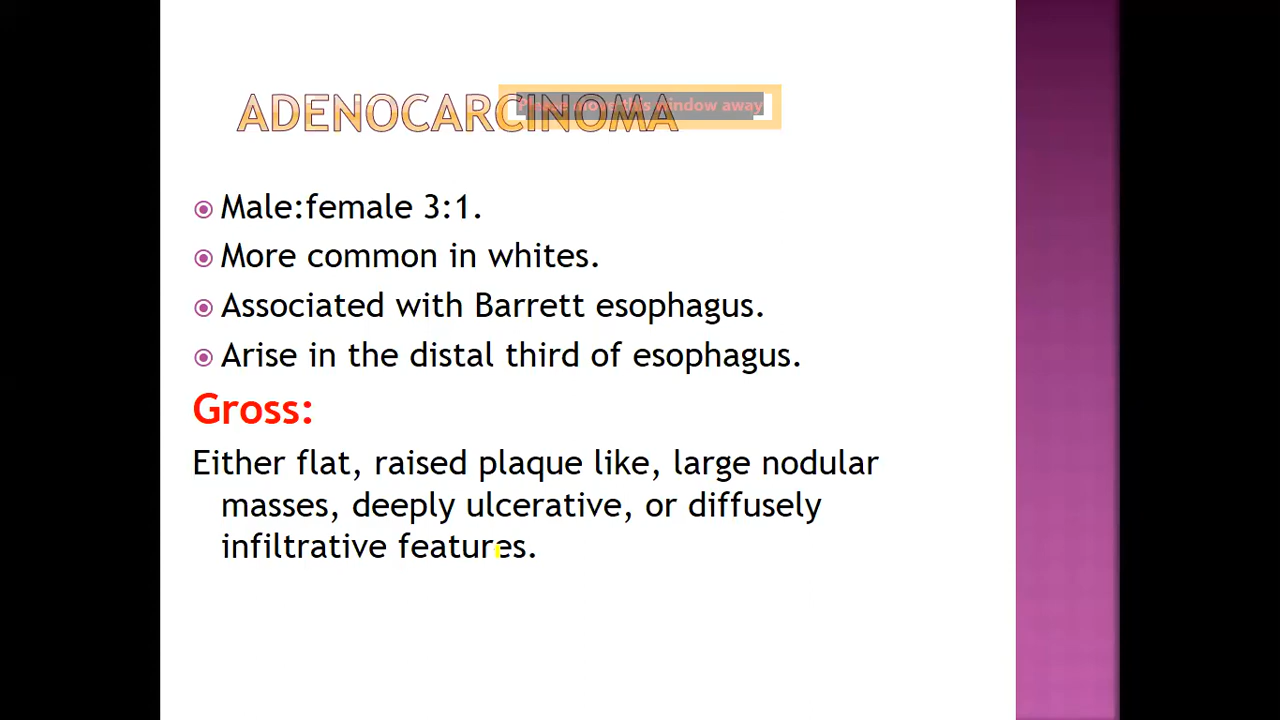 ADENOCARCINOMA
Please move this window away
Male:female 3:1.
More common in whites.
Associated with Barrett esophagus.
Arise in the distal third of esophagus.
Gross:
Either flat, raised plaque like, large nodular
masses, deeply ulcerative, or diffusely
infiltrative features.